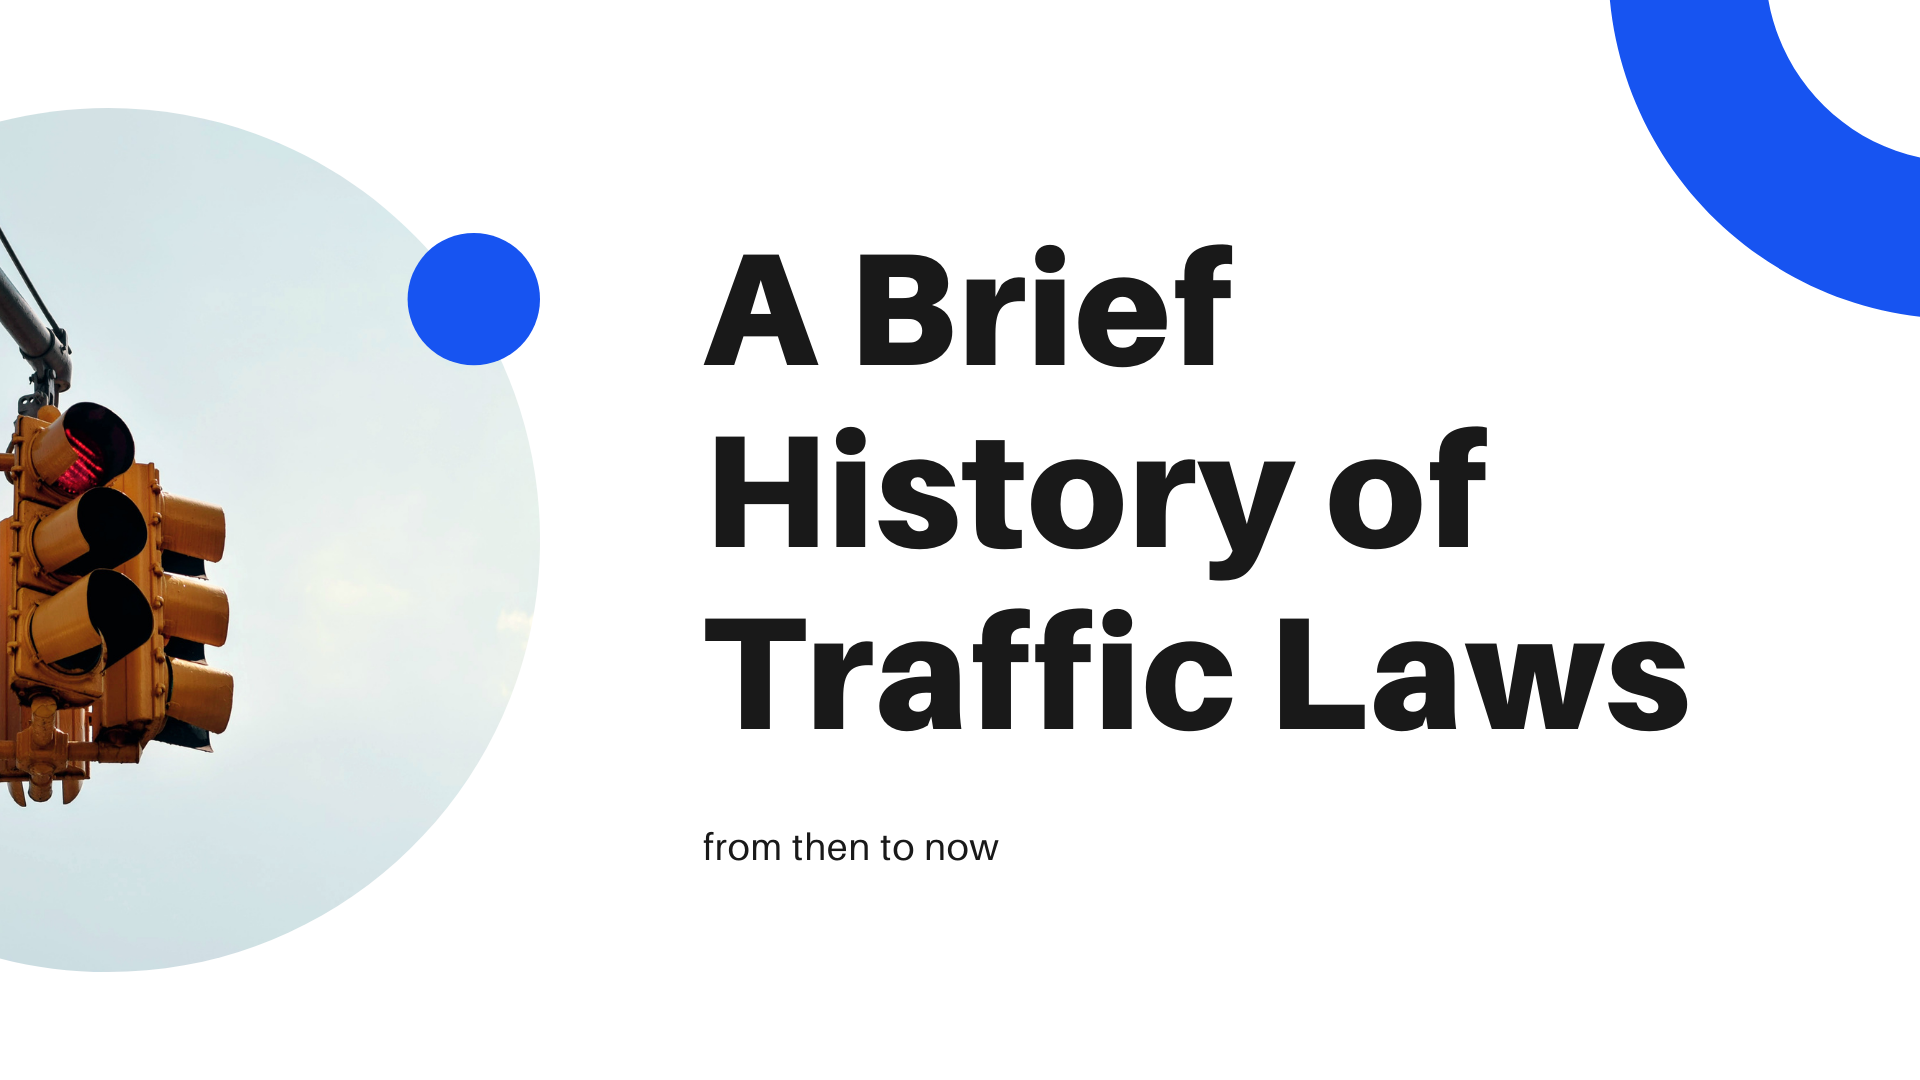 A Brief
History of
Traffic Laws
from then to now